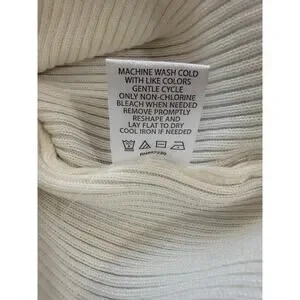 MACHINE WASH COLD
WITH LIKE COLORS
GENTLE CYCLE
ONLY NON-CHLORINE
BLEACH WHEN NEEDED
REMOVE PROMPTLY
RESHAPE AND
LAY FLAT TO DRY
COOL IRON IF NEEDED